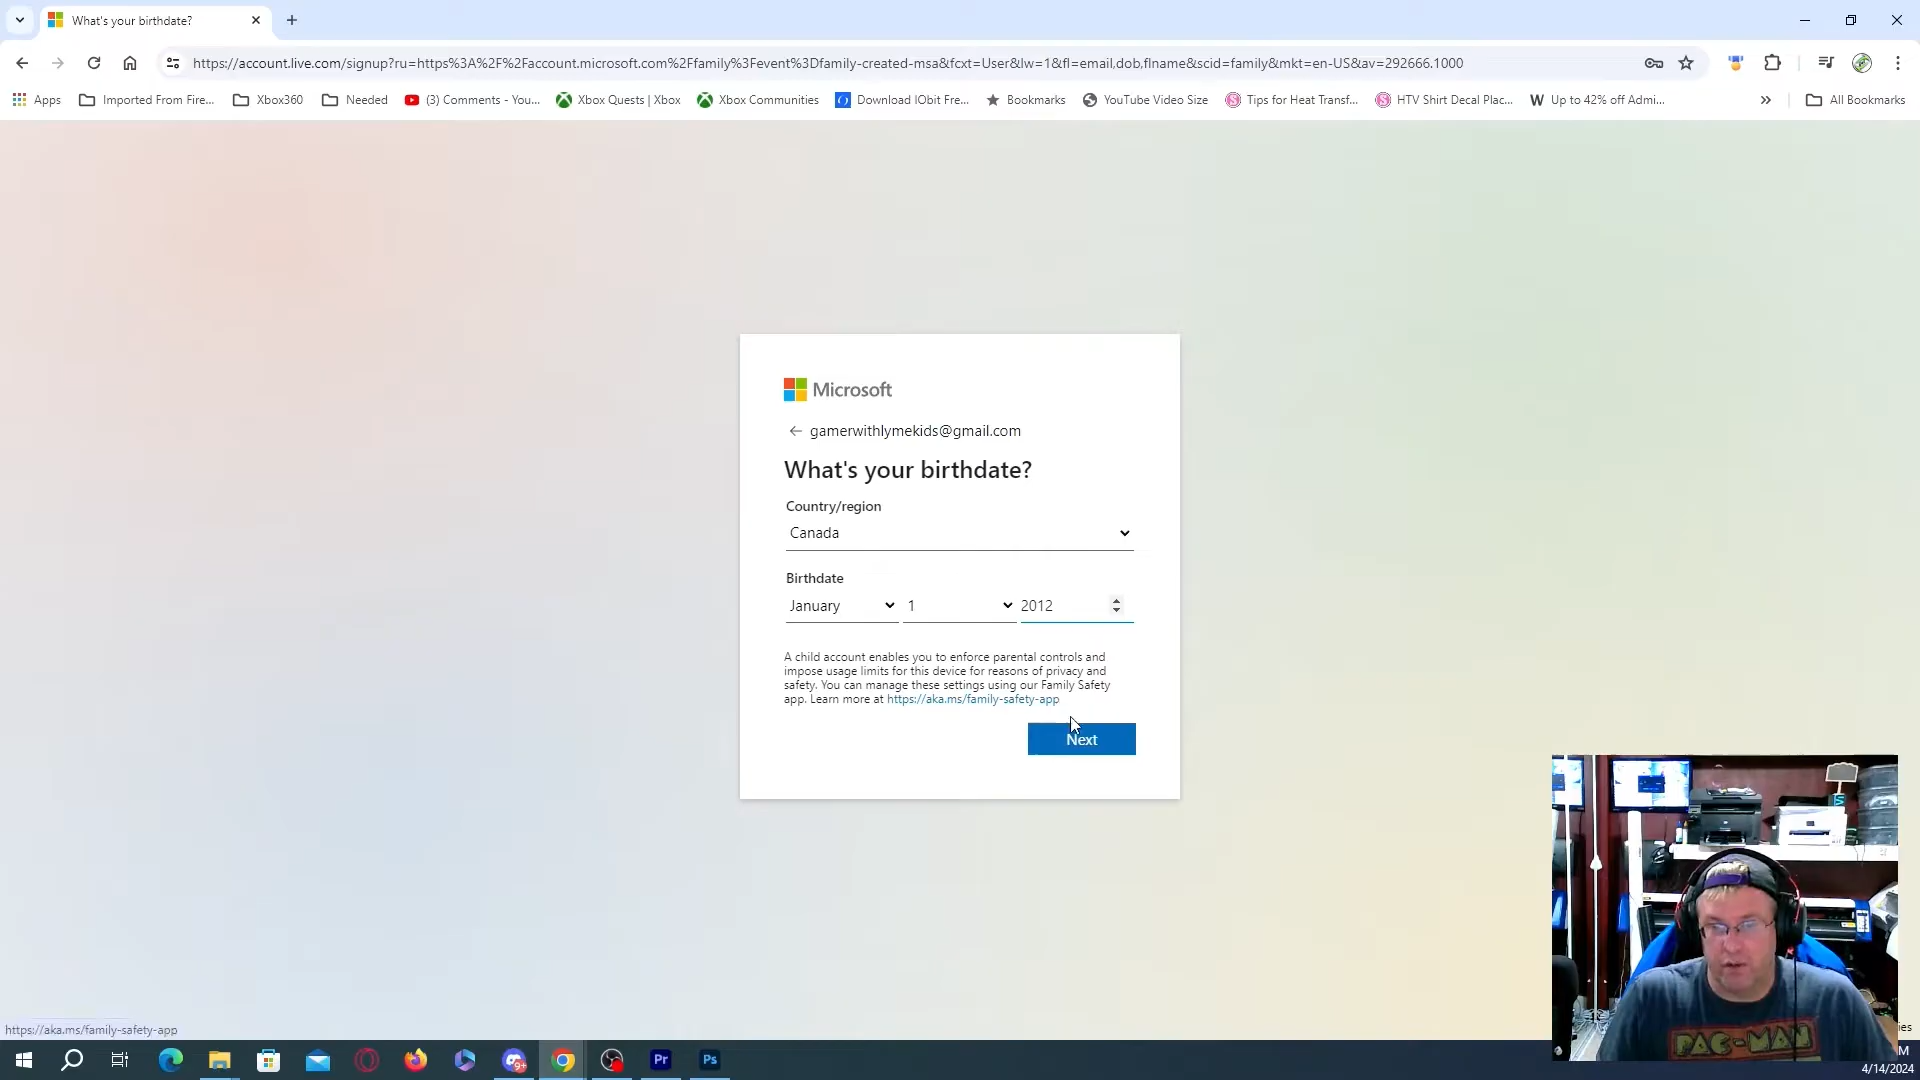 What's your birthdate?
https://account.live.com/signup?ru=https%3A%2F%2Faccount.microsoft.com%2Ffamily%3Fevent%3Dfamily-created-msa&fcxt=User&lw=1&fl=email,dob,flname&scid=family&mkt=en-US&av=292666.1000
Apps Imported From Fire... Xbox360 Needed (3) Comments - You... Xbox Quests | Xbox Xbox Communities Download IObit Fre... Bookmarks YouTube Video Size Tips for Heat Transf... HTV Shirt Decal Plac... W Up to 42% off Admi... » All Bookmarks
Microsoft
gamerwithlymekids@gmail.com
What's your birthdate?
Country/region
Canada
Birthdate
January 1 2012
A child account enables you to enforce parental controls and
impose usage limits for this device for reasons of privacy and
safety. You can manage these settings using our Family Safety
app. Learn more at https://aka.ms/family-safety-app
Next
PAC-MAN
https://aka.ms/family-safety-app
ies
9+ Pr Ps
M
4/14/2024